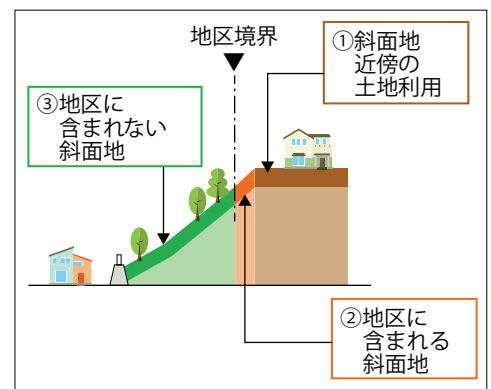 地区境界
①斜面地
近傍の
土地利用
③地区に
含まれない
斜面地
②地区に
含まれる
斜面地